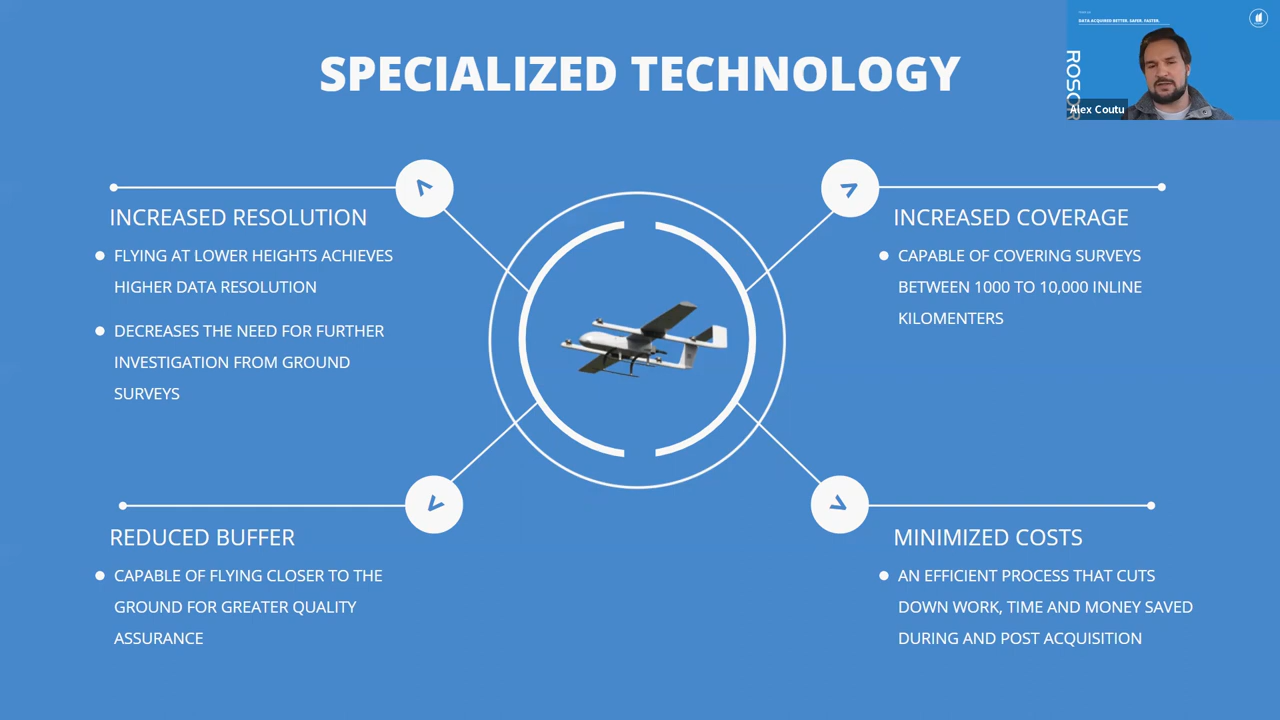 SPECIALIZED TECHNOLOGY
DATA ACQUIRED BETTER. SAFER. FASTER.
ROSOR
Alex Coutu
INCREASED RESOLUTION
FLYING AT LOWER HEIGHTS ACHIEVES
HIGHER DATA RESOLUTION
DECREASES THE NEED FOR FURTHER
INVESTIGATION FROM GROUND
SURVEYS
INCREASED COVERAGE
CAPABLE OF COVERING SURVEYS
BETWEEN 1000 TO 10,000 INLINE
KILOMENTERS
REDUCED BUFFER
CAPABLE OF FLYING CLOSER TO THE
GROUND FOR GREATER QUALITY
ASSURANCE
MINIMIZED COSTS
AN EFFICIENT PROCESS THAT CUTS
DOWN WORK, TIME AND MONEY SAVED
DURING AND POST ACQUISITION